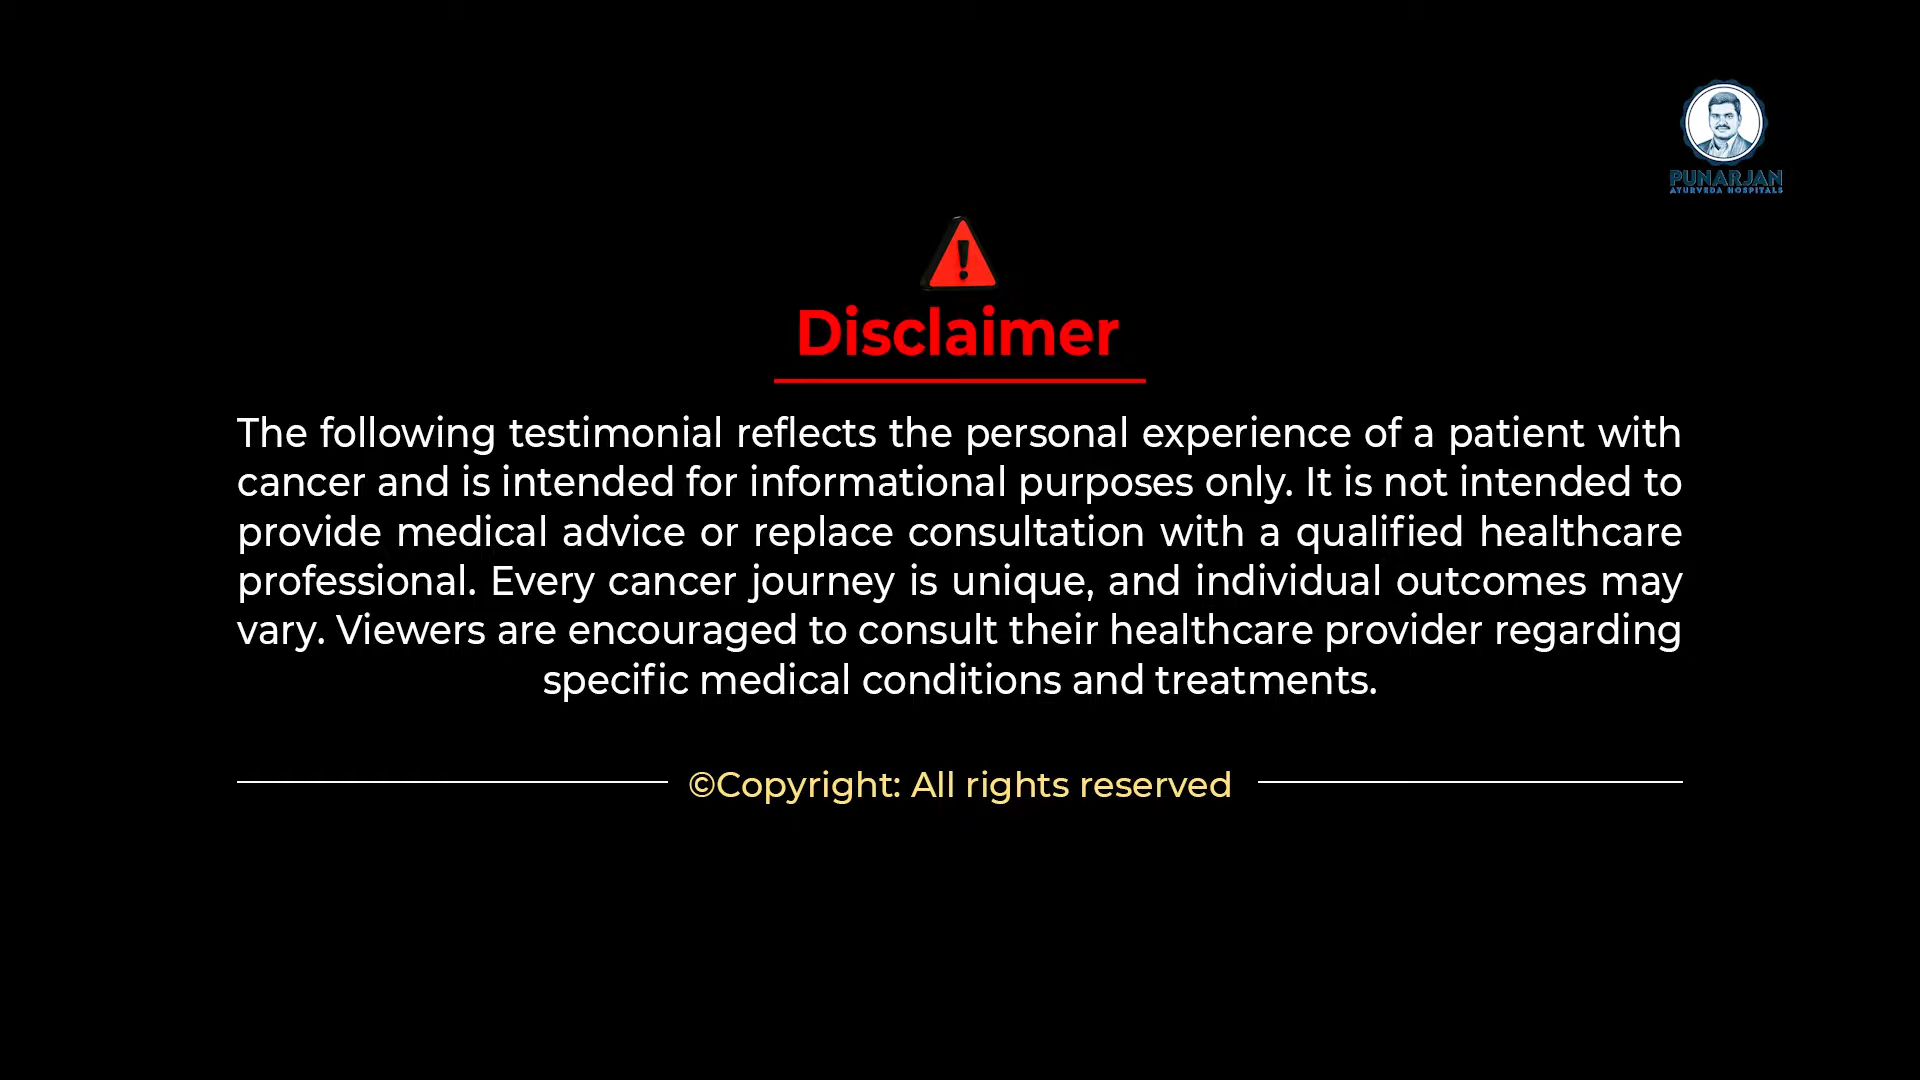 PUNARJAN
AYURVEDA HOSPITALS
Disclaimer
The following testimonial reflects the personal experience of a patient with
cancer and is intended for informational purposes only. It is not intended to
provide medical advice or replace consultation with a qualified healthcare
professional. Every cancer journey is unique, and individual outcomes may
vary. Viewers are encouraged to consult their healthcare provider regarding
specific medical conditions and treatments.
©Copyright: All rights reserved